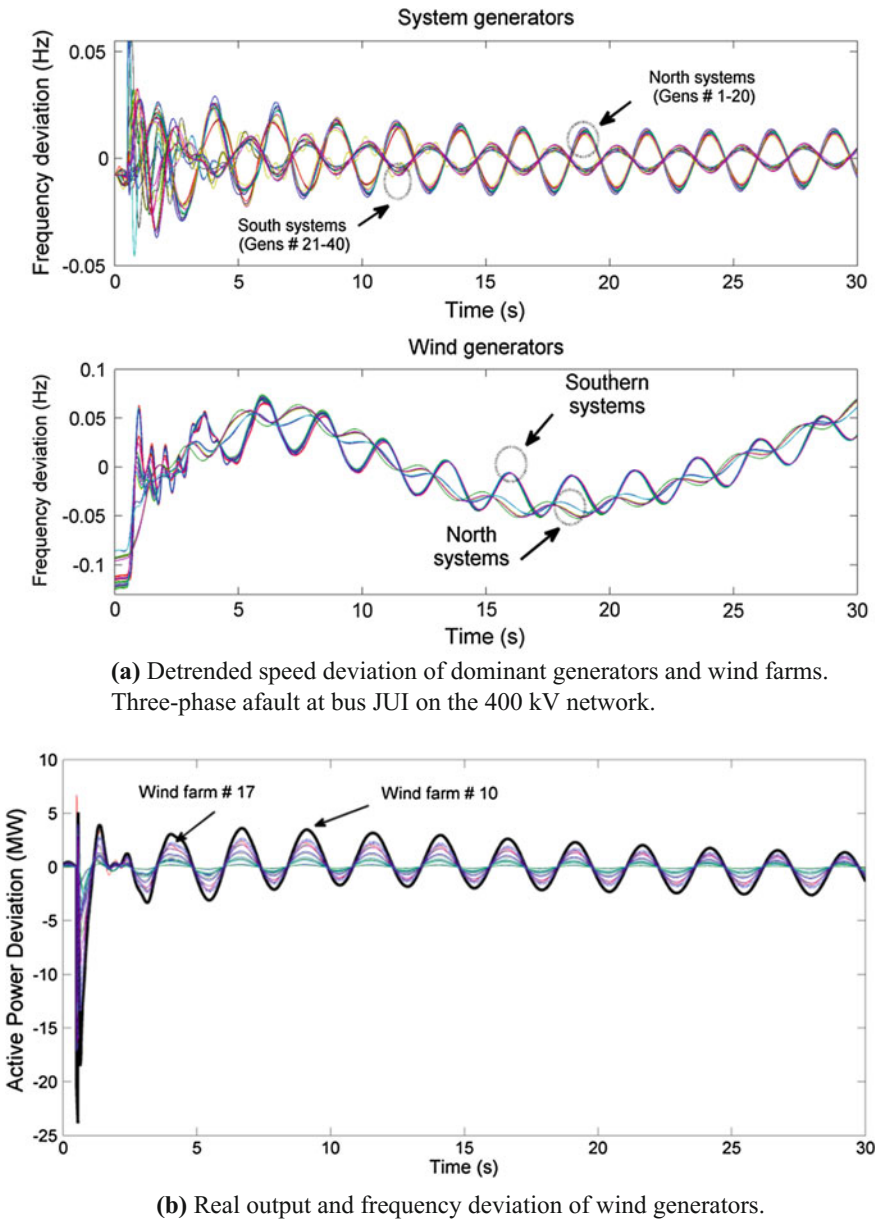 System generators
Frequency deviation (Hz)
0.05
0
-0.05
North systems
(Gens # 1-20)
South systems
(Gens # 21-40)
0 5 10 15 20 25 30
Time (s)
Wind generators
Frequency deviation (Hz)
0.1
0.05
0
-0.05
-0.1
Southern
systems
North
systems
0 5 10 15 20 25 30
Time (s)
(a) Detrended speed deviation of dominant generators and wind farms.
Three-phase afault at bus JUI on the 400 kV network.
Active Power Deviation (MW)
10
5
0
-5
-10
-15
-20
-25
Wind farm # 17
Wind farm # 10
0 5 10 15 20 25 30
Time (s)
(b) Real output and frequency deviation of wind generators.